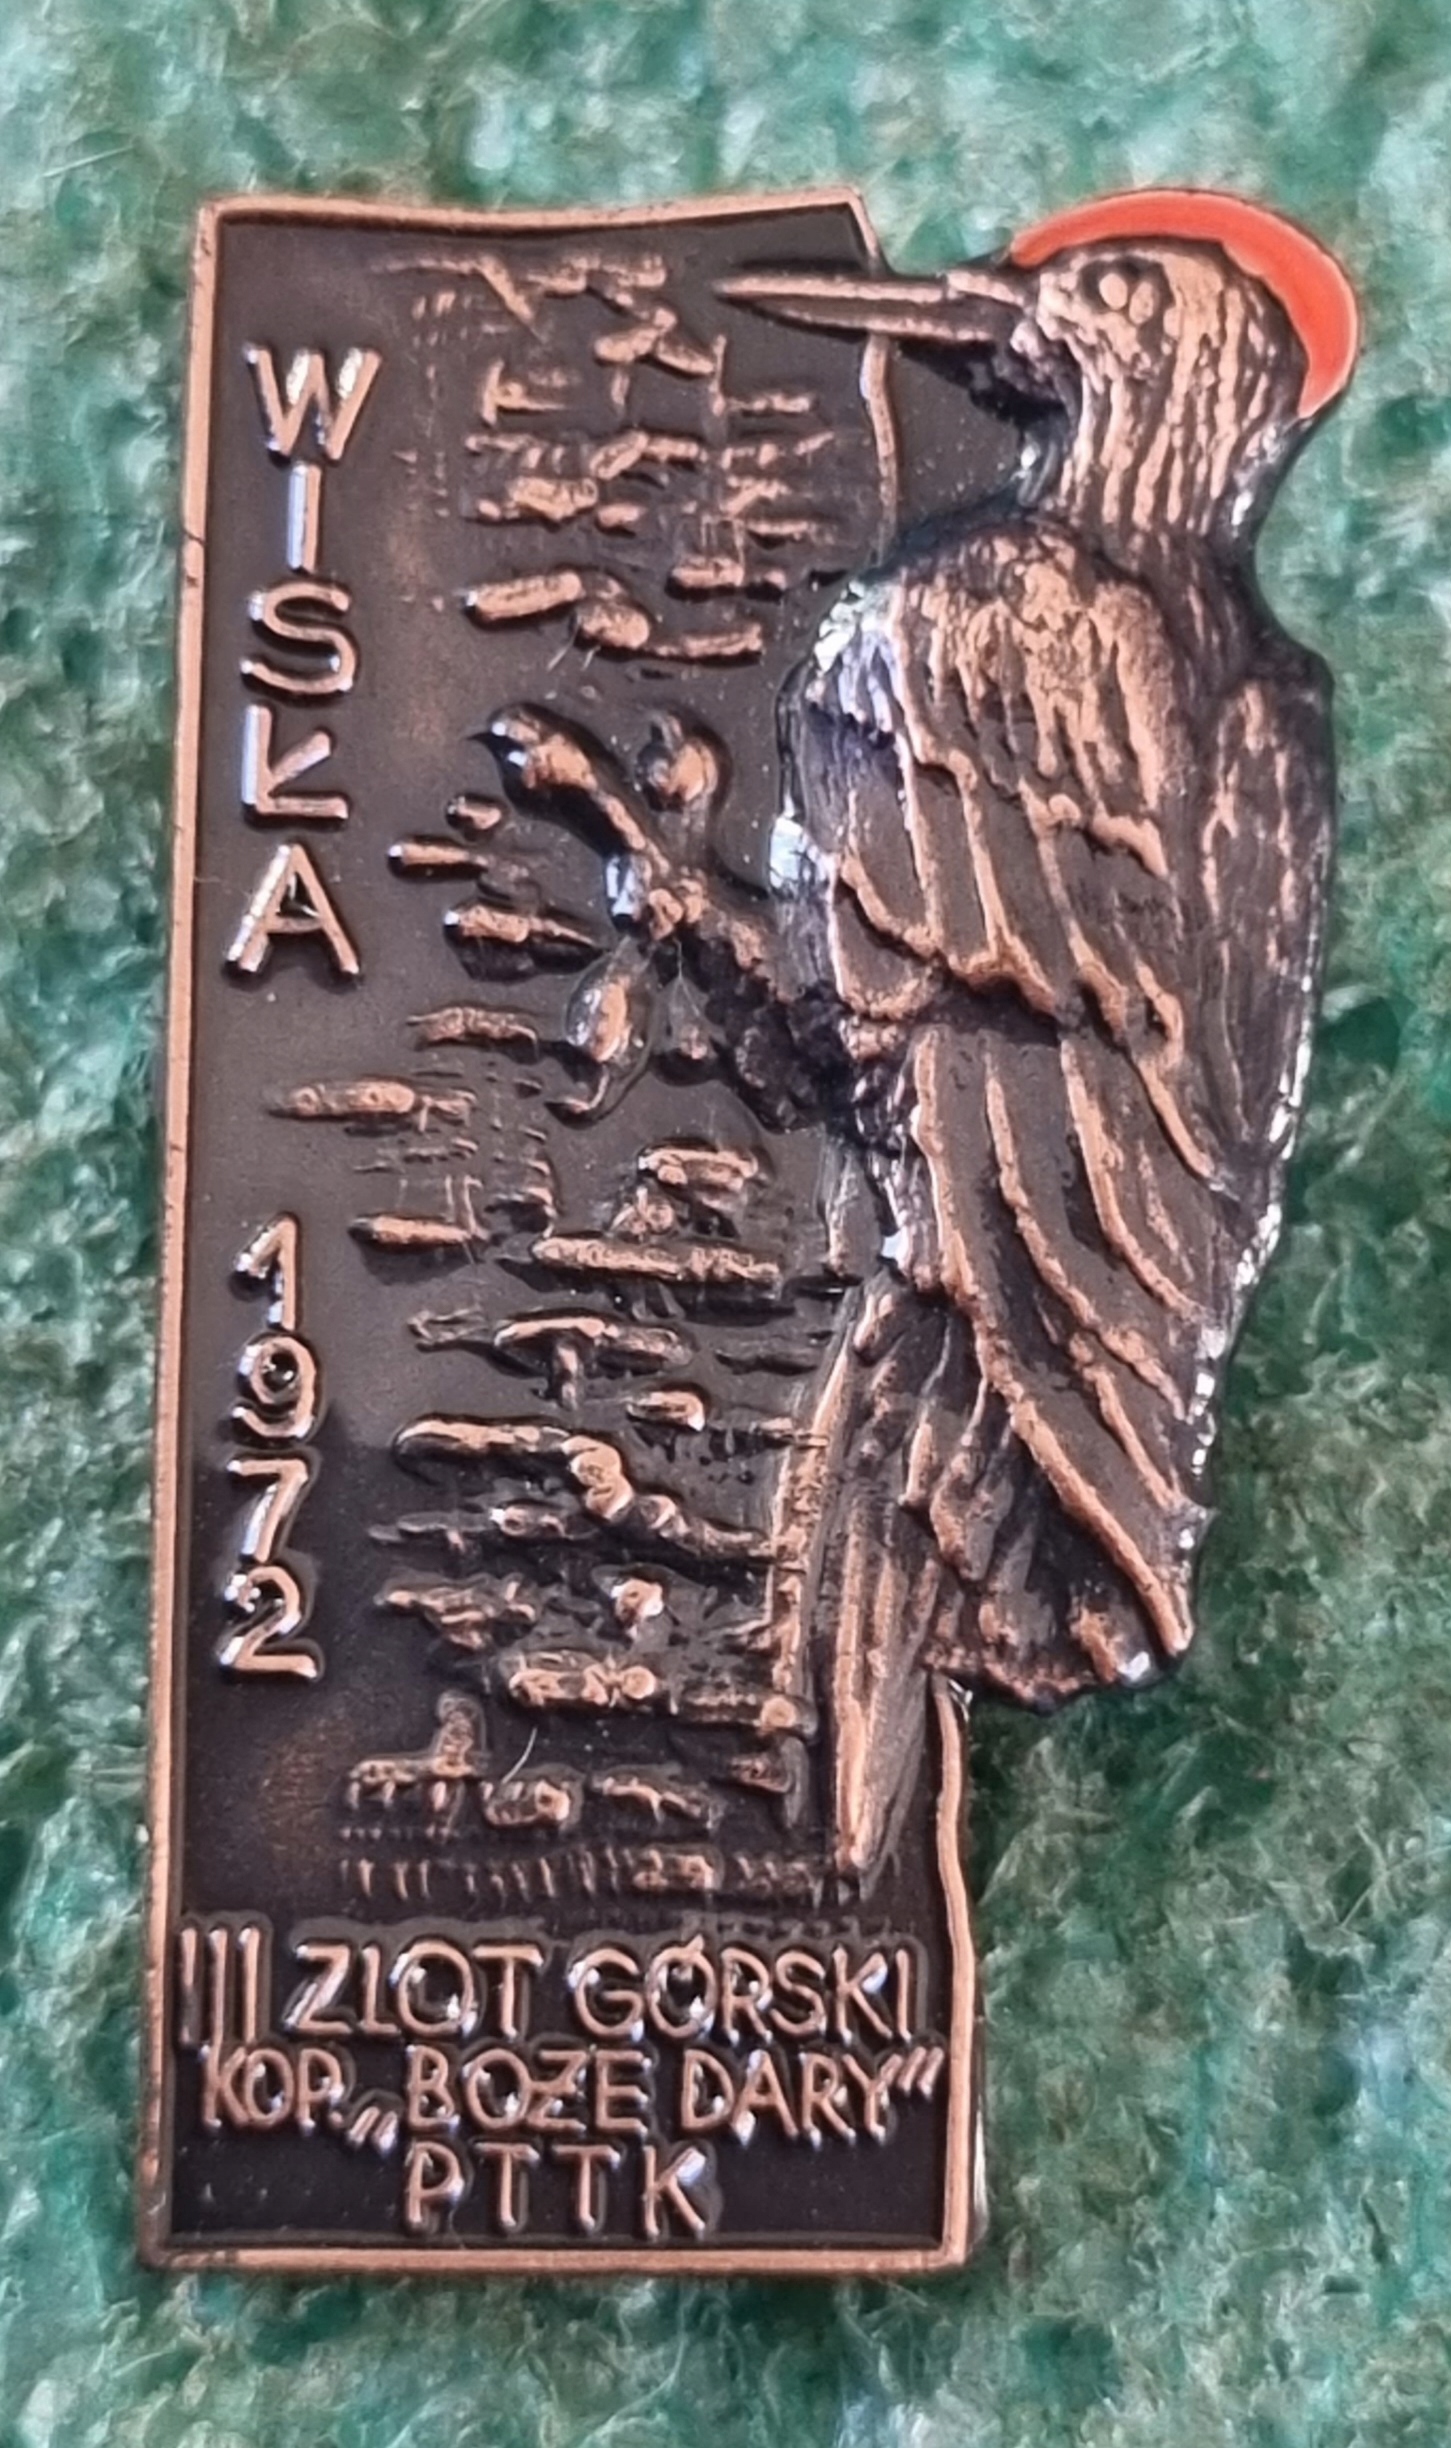 WISŁA
1972
III ZLOT GÓRSKI
KOP. „BOŻE DARY"
PTTK